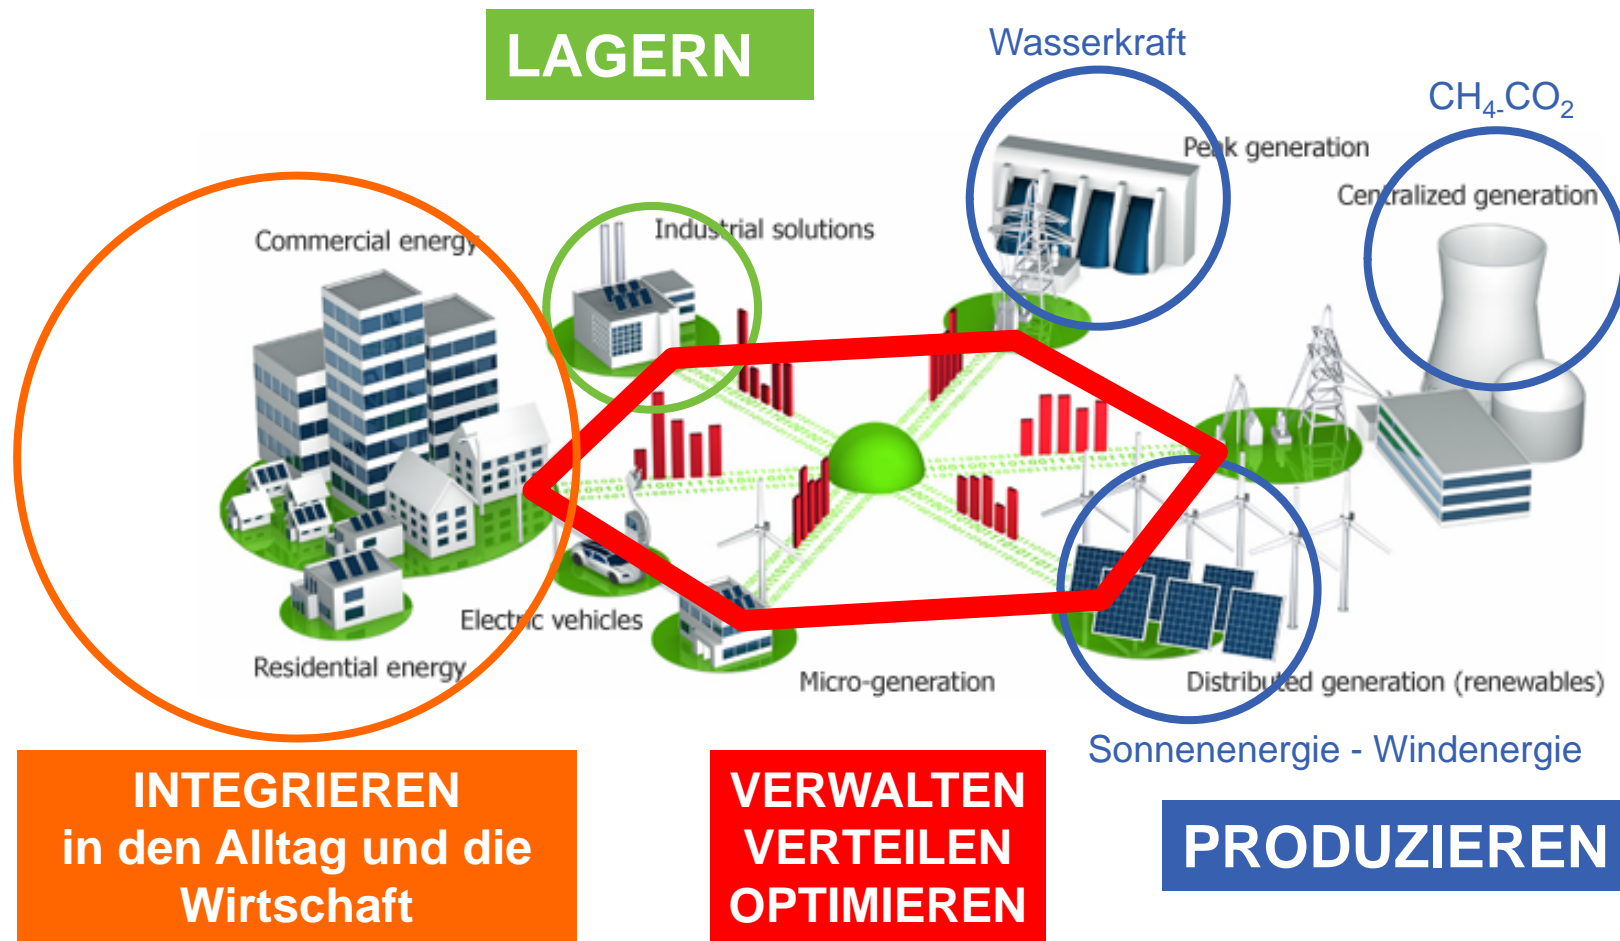 LAGERN
Wasserkraft
CH₄-CO₂
Peak generation
Centralized generation
Commercial energy
Industrial solutions
Electric vehicles
Residential energy
Micro-generation
Distributed generation (renewables)
Sonnenenergie - Windenergie
INTEGRIEREN
in den Alltag und die
Wirtschaft
VERWALTEN
VERTEILEN
OPTIMIEREN
PRODUZIEREN